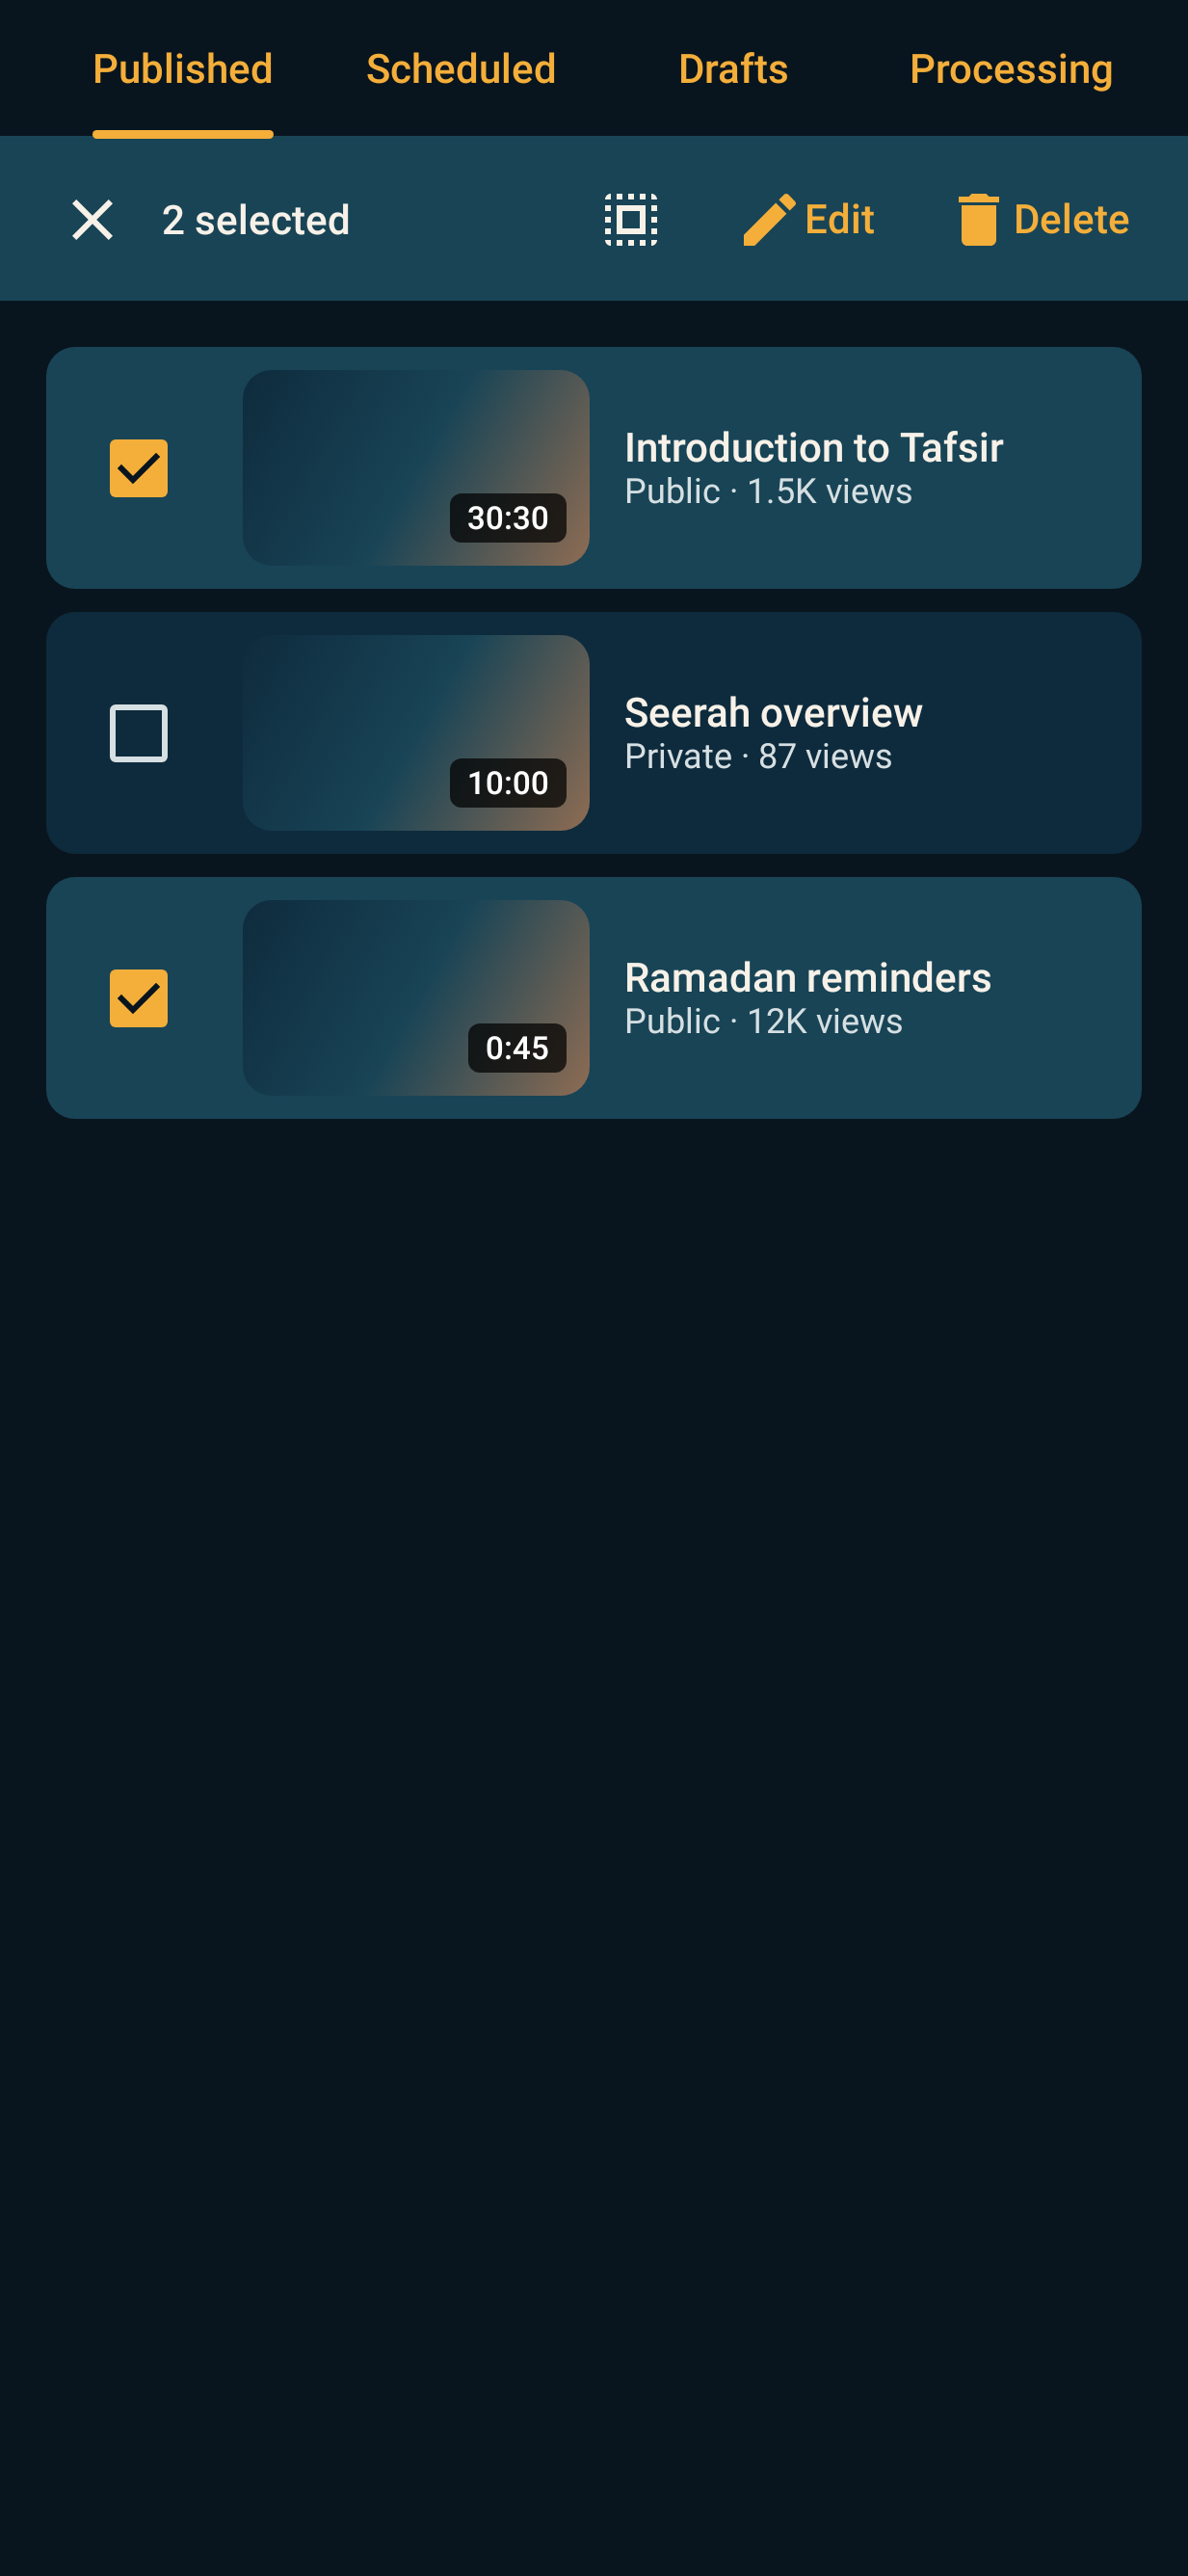 Published Scheduled Drafts Processing
2 selected Edit Delete
Introduction to Tafsir
Public · 1.5K views
30:30
Seerah overview
Private · 87 views
10:00
Ramadan reminders
Public · 12K views
0:45